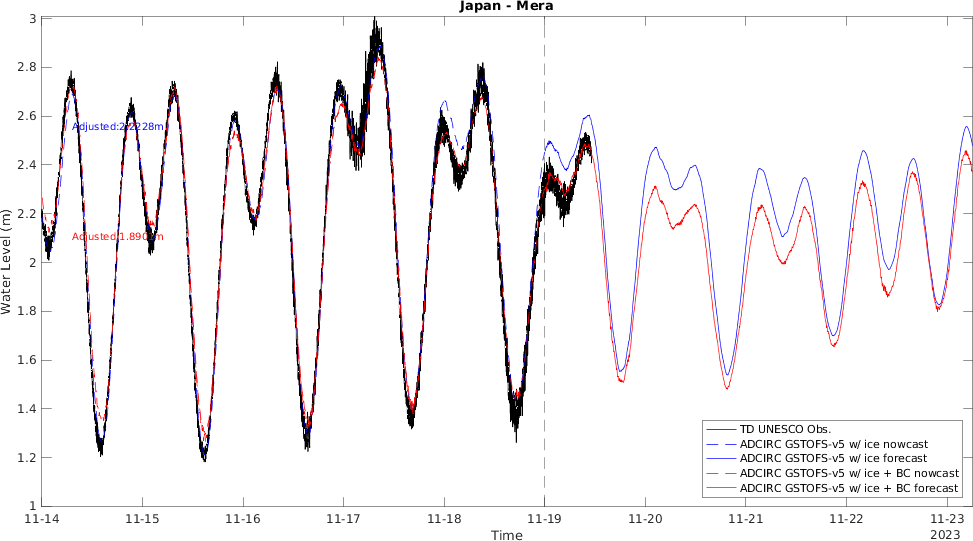 Japan - Mera
3
2.8
2.6
2.4
2.2
2
1.8
1.6
1.4
1.2
1
Water Level (m)
Adjusted:2.2228m
TD UNESCO Obs.
ADCIRC GSTOFS-v5 w/ ice nowcast
ADCIRC GSTOFS-v5 w/ ice forecast
ADCIRC GSTOFS-v5 w/ ice + BC nowcast
ADCIRC GSTOFS-v5 w/ ice + BC forecast
11-14 11-15 11-16 11-17 11-18 11-19 11-20 11-21 11-22 11-23
Time
2023